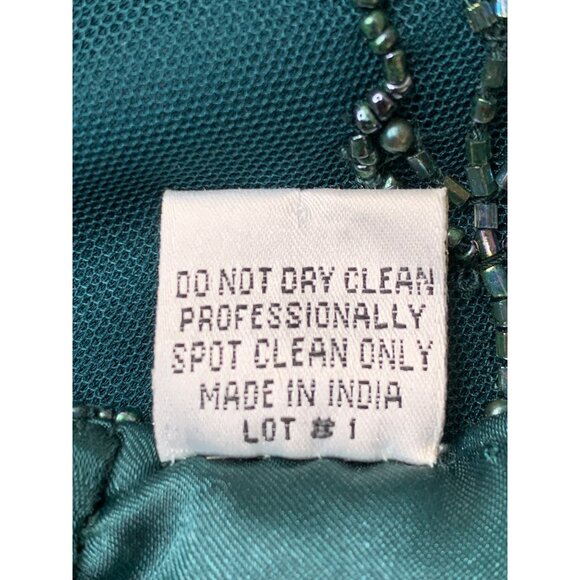 DO NOT DRY CLEAN
PROFESSIONALLY
SPOT CLEAN ONLY
MADE IN INDIA
LOT # 1